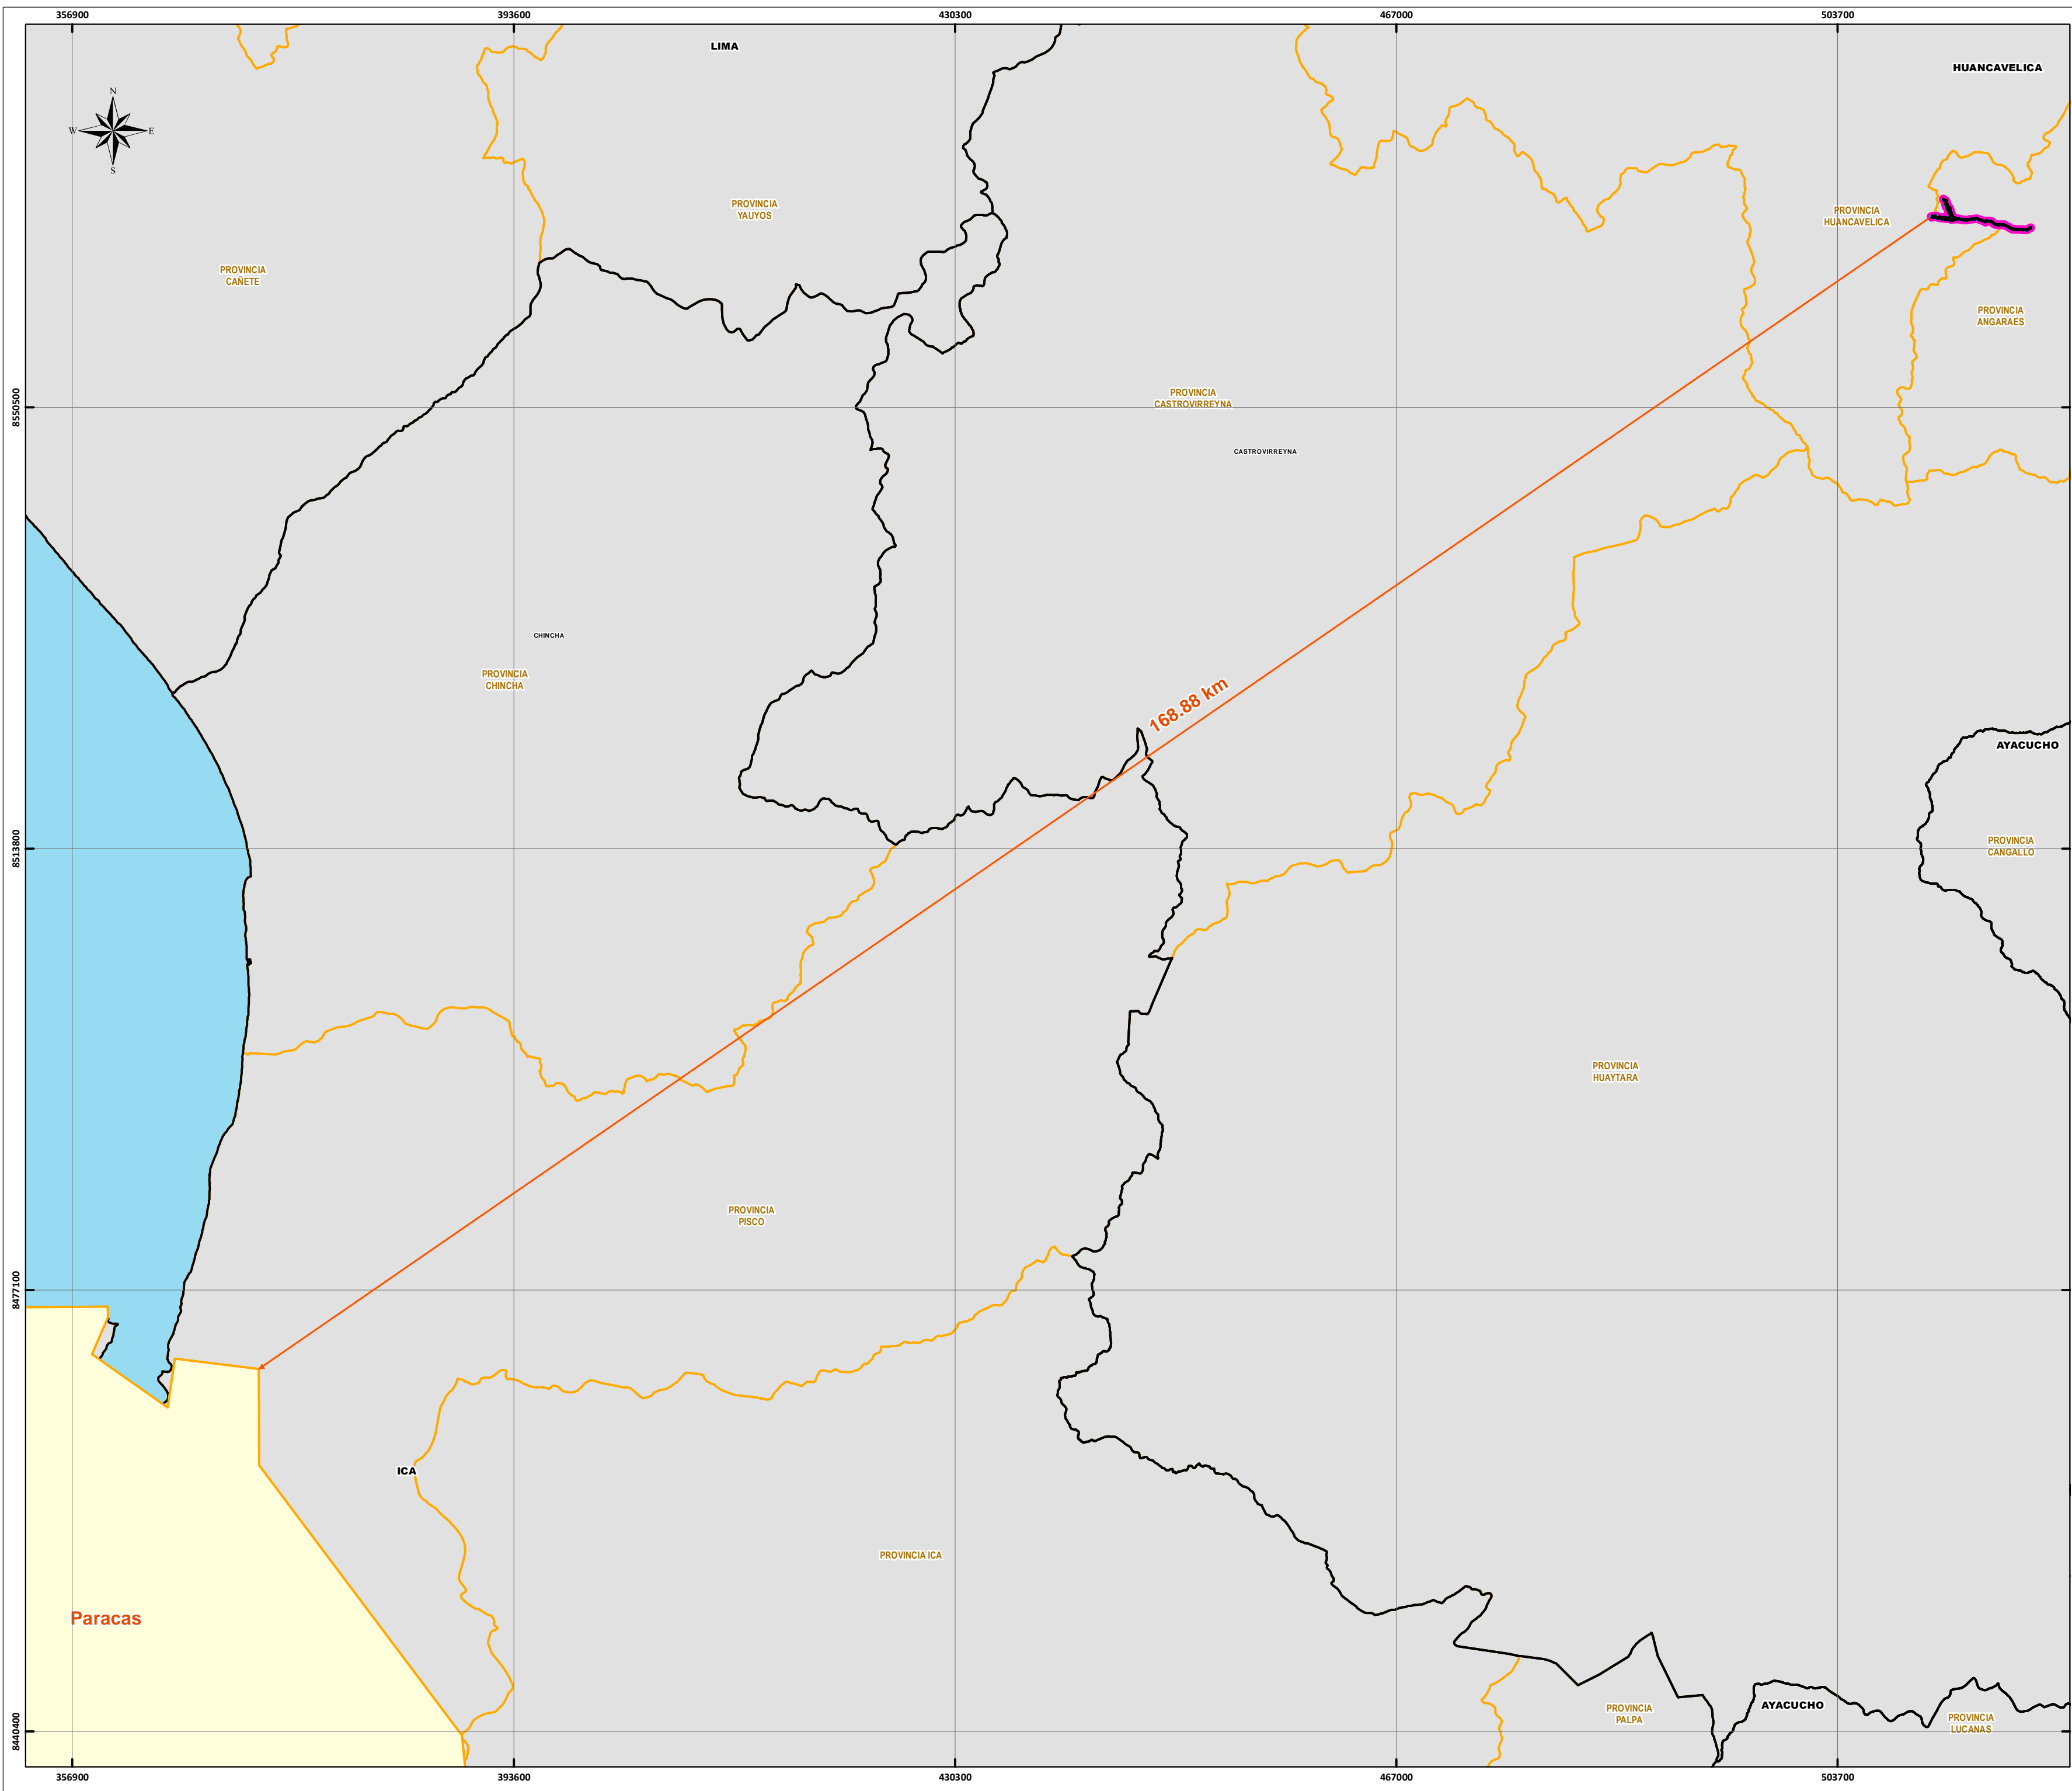 356900
393600
430300
467000
503700
LIMA
HUANCAVELICA
N
W
E
S
PROVINCIA
YAUYOS
PROVINCIA
HUANCAVELICA
PROVINCIA
CAÑETE
PROVINCIA
ANGARAES
8550500
PROVINCIA
CASTROVIRREYNA
CASTROVIRREYNA
CHINCHA
PROVINCIA
CHINCHA
168.88 km
AYACUCHO
8513800
PROVINCIA
CANGALLO
PROVINCIA
HUAYTARA
PROVINCIA
PISCO
8477100
ICA
PROVINCIA ICA
Paracas
AYACUCHO
PROVINCIA
PALPA
PROVINCIA
LUCANAS
8440400
356900
393600
430300
467000
503700